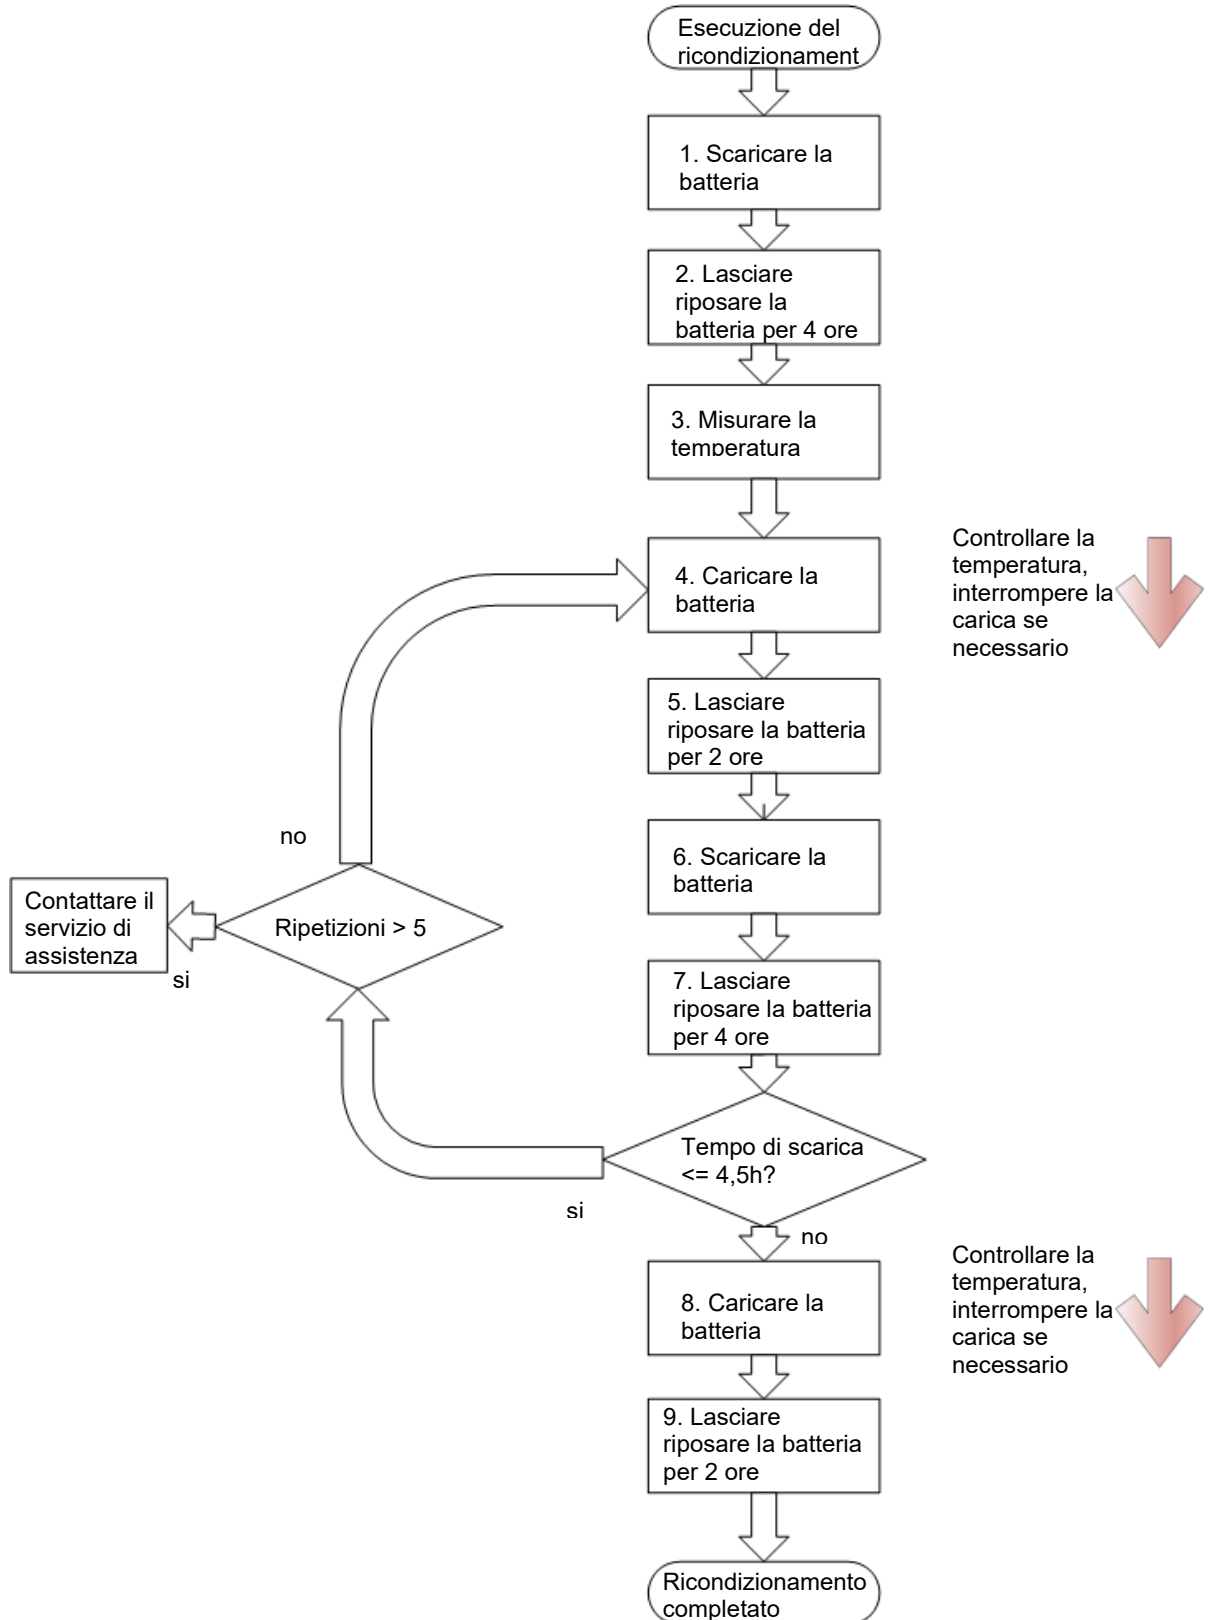 Esecuzione del
ricondizionament
1. Scaricare la
batteria
2. Lasciare
riposare la
batteria per 4 ore
3. Misurare la
temperatura
Controllare la
temperatura,
interrompere la
carica se
necessario
4. Caricare la
batteria
5. Lasciare
riposare la batteria
per 2 ore
no
6. Scaricare la
batteria
Contattare il
servizio di
assistenza
Ripetizioni > 5
si
7. Lasciare
riposare la batteria
per 4 ore
Tempo di scarica
<= 4,5h?
si
no
Controllare la
temperatura,
interrompere la
carica se
necessario
8. Caricare la
batteria
9. Lasciare
riposare la batteria
per 2 ore
Ricondizionamento
completato